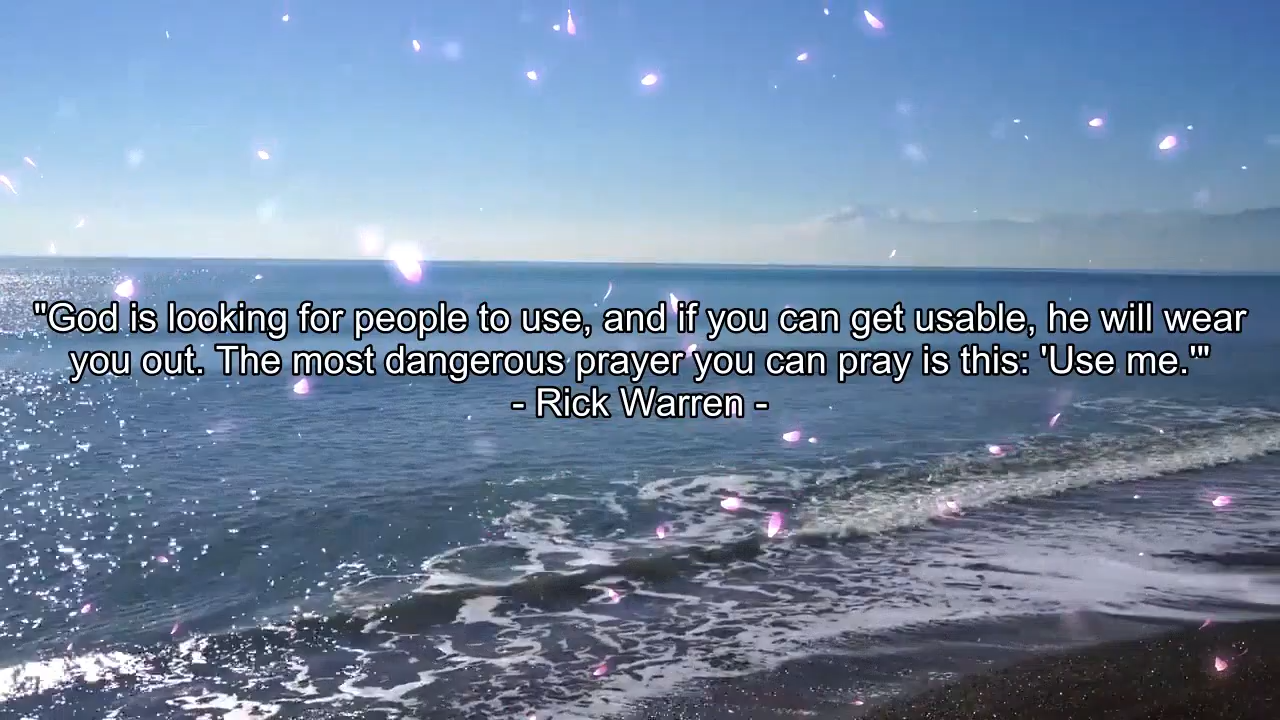 "God is looking for people to use, and if you can get usable, he will wear
you out. The most dangerous prayer you can pray is this: 'Use me.'"
- Rick Warren -